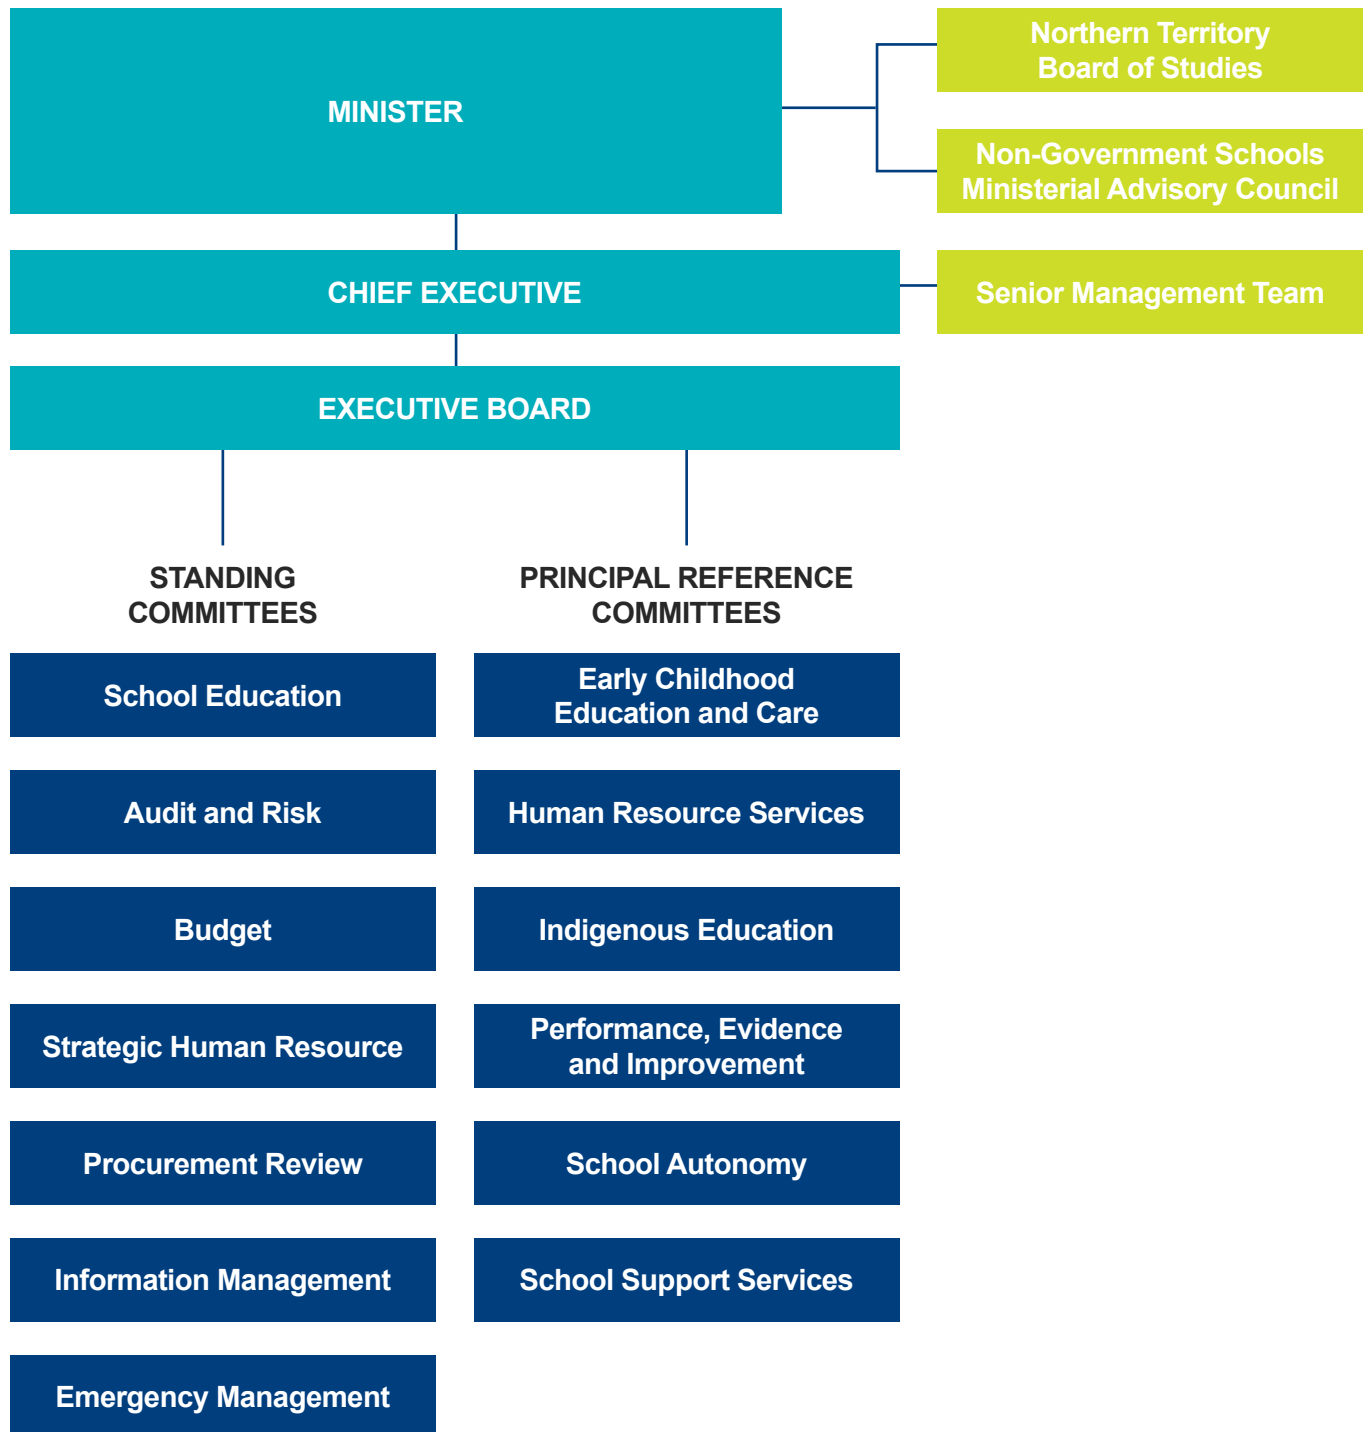 MINISTER
Northern Territory
Board of Studies
Non-Government Schools
Ministerial Advisory Council
CHIEF EXECUTIVE
Senior Management Team
EXECUTIVE BOARD
STANDING
COMMITTEES
School Education
Audit and Risk
Budget
Strategic Human Resource
Procurement Review
Information Management
Emergency Management
PRINCIPAL REFERENCE
COMMITTEES
Early Childhood
Education and Care
Human Resource Services
Indigenous Education
Performance, Evidence
and Improvement
School Autonomy
School Support Services